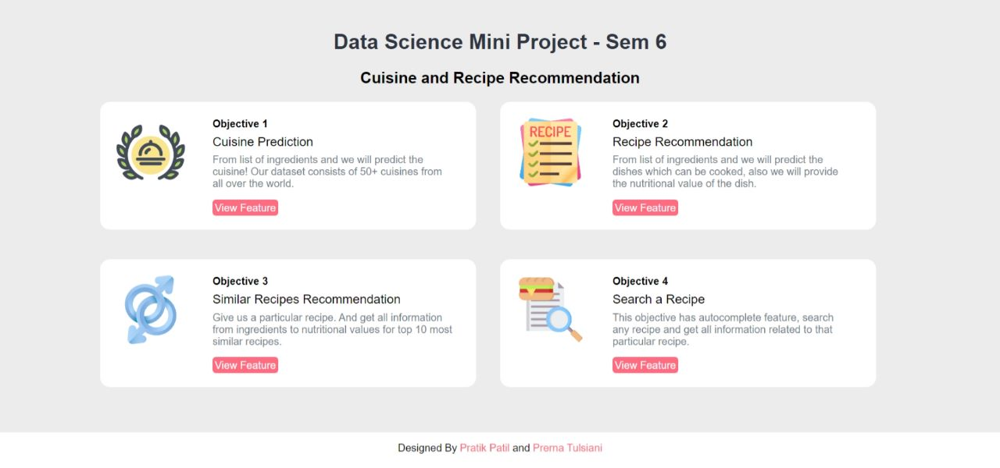 Data Science Mini Project - Sem 6
Cuisine and Recipe Recommendation
Objective 1
Cuisine Prediction
From list of ingredients and we will predict the
cuisine! Our dataset consists of 50+ cuisines from
all over the world.
View Feature
RECIPE
Objective 2
Recipe Recommendation
From list of ingredients and we will predict the
dishes which can be cooked, also we will provide
the nutritional value of the dish.
View Feature
Objective 3
Similar Recipes Recommendation
Give us a particular recipe. And get all information
from ingredients to nutritional values for top 10 most
similar recipes.
View Feature
Objective 4
Search a Recipe
This objective has autocomplete feature, search
any recipe and get all information related to that
particular recipe.
View Feature
Designed By Pratik Patil and Prerna Tulsiani